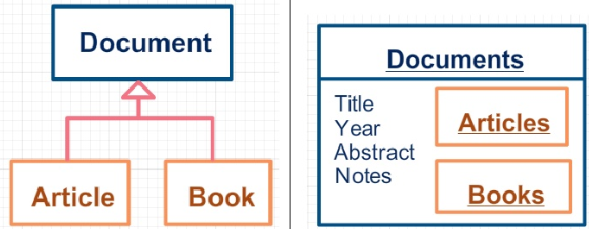 Document
Article
Book
Documents
Title
Year
Abstract
Notes
Articles
Books